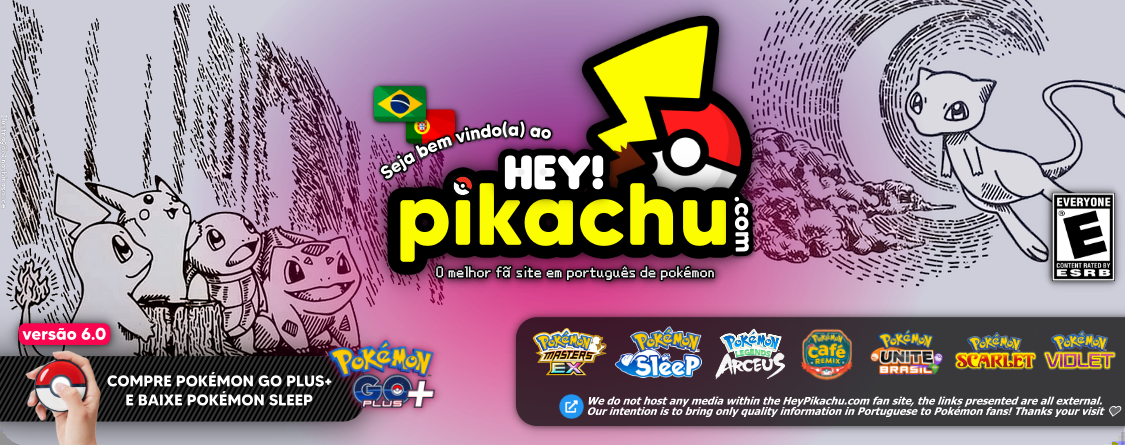 Seja bem vindo(a) ao
HEY!
pikachu.com
O melhor fã site em português de pokémon
EVERYONE
E
CONTENT RATED BY
ESRB
versão 6.0
COMPRE POKÉMON GO PLUS+
E BAIXE POKÉMON SLEEP
POKÉMON
GO
PLUS
+
POKÉMON
MASTERS
EX
POKÉMON
SLEEP
POKÉMON
LEGENDS
ARCEUS
POKÉMON
Café
REMIX
POKÉMON
UNITE
BRASIL
POKÉMON
SCARLET
POKÉMON
VIOLET
We do not host any media within the HeyPikachu.com fan site, the links presented are all external.
Our intention is to bring only quality information in Portuguese to Pokémon fans! Thanks your visit